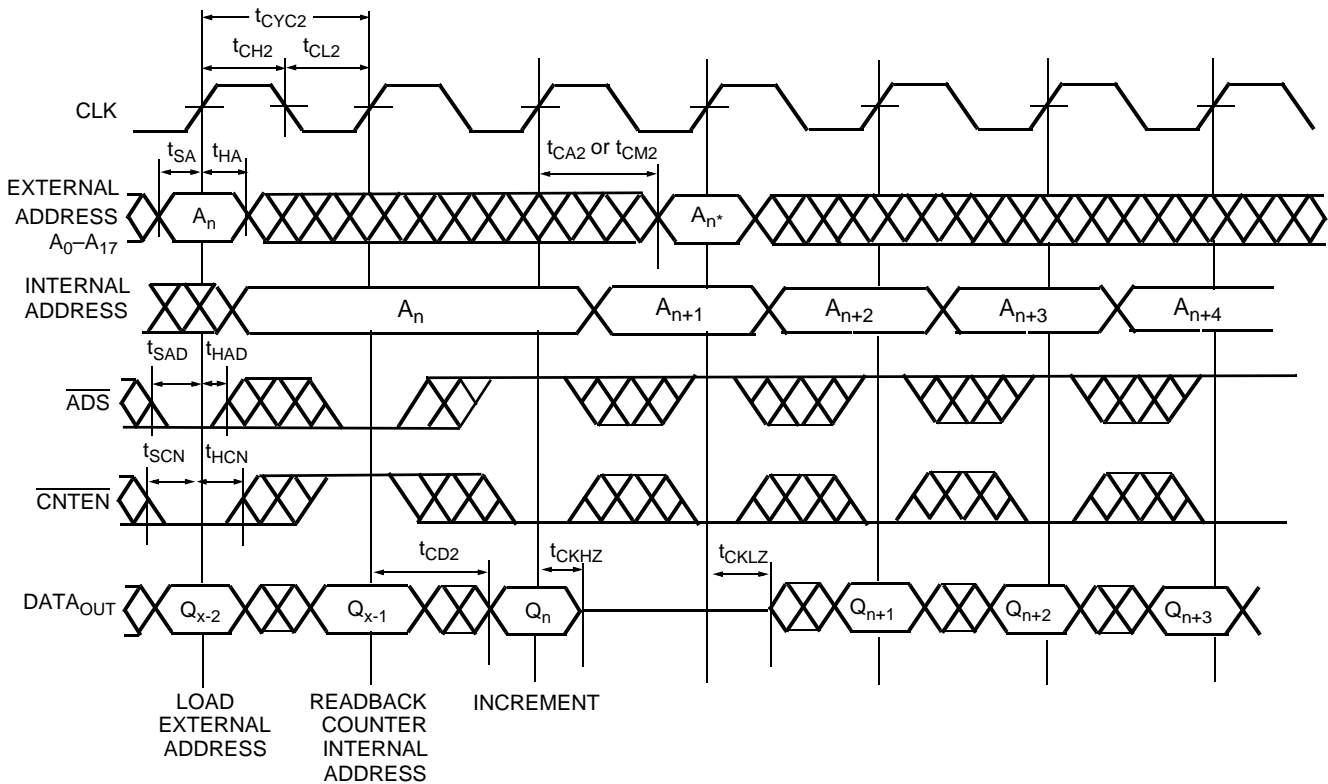 tCYC2
tCH2 tCL2
CLK
tSA tHA tCA2 or tCM2
EXTERNAL
ADDRESS
A0–A17
An An*
INTERNAL
ADDRESS
An An+1 An+2 An+3 An+4
tSAD tHAD
ADS
tSCN tHCN
CNTEN
tCD2 tCKHZ tCKLZ
DATAOUT Qx-2 Qx-1 Qn Qn+1 Qn+2 Qn+3
LOAD
EXTERNAL
ADDRESS
READBACK
COUNTER
INTERNAL
ADDRESS
INCREMENT